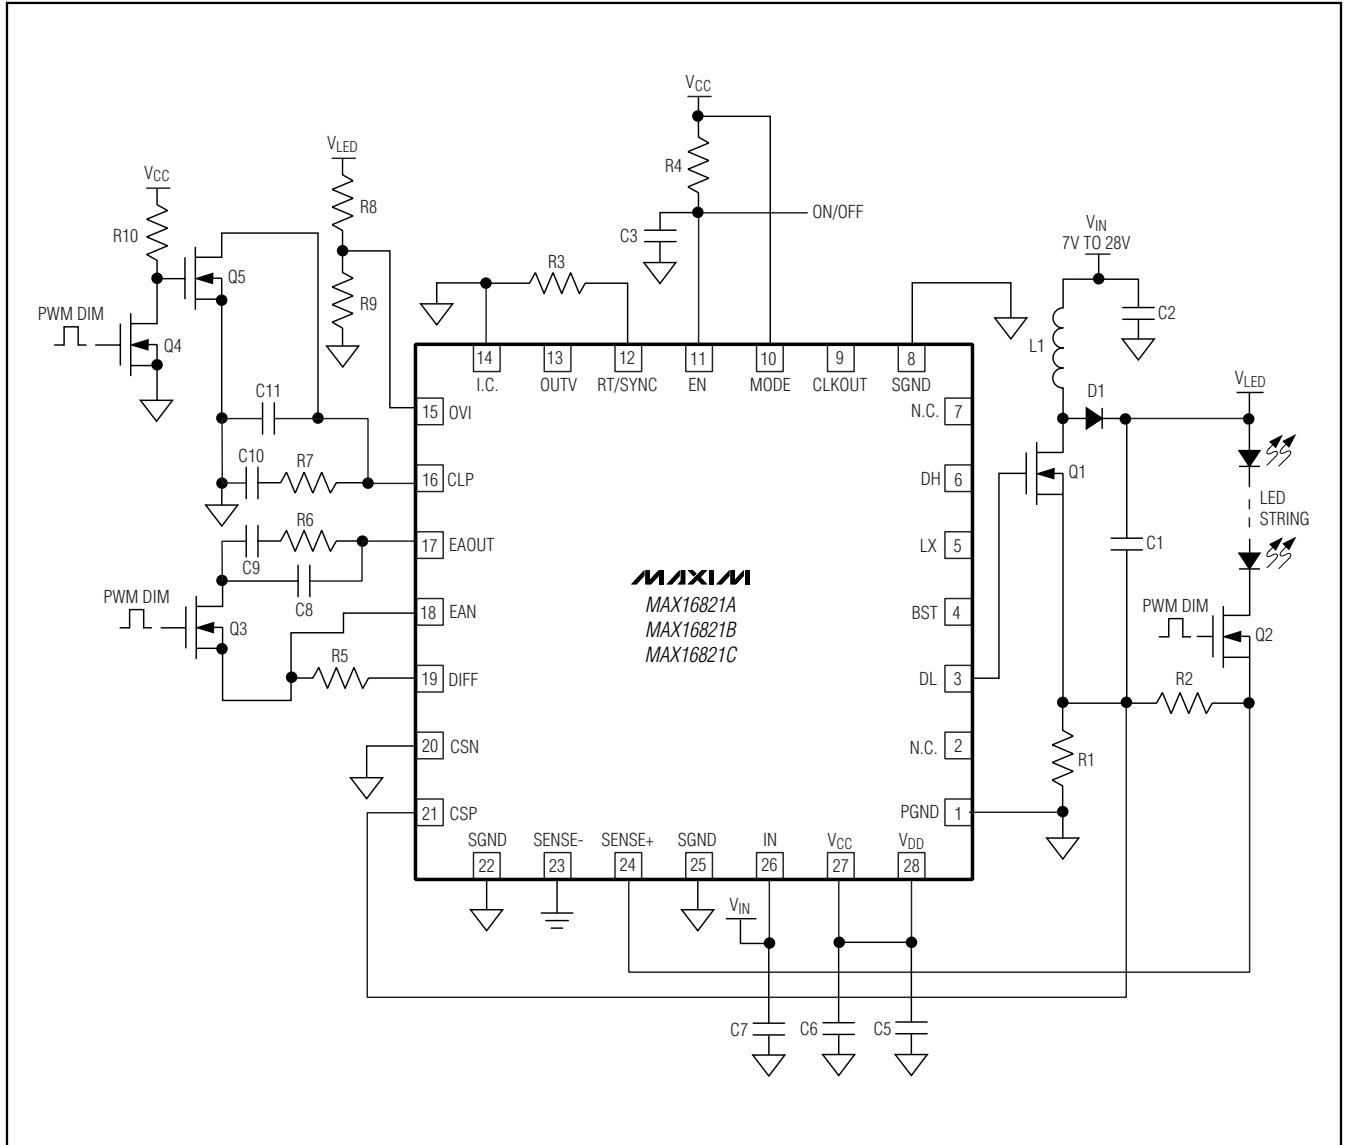 VCC
R4
C3
ON/OFF
VLED
R8
R9
VCC
R10
Q5
PWM DIM
Q4
R3
VIN
7V TO 28V
C2
L1
14
13
12
11
10
9
8
I.C.
OUTV
RT/SYNC
EN
MODE
CLKOUT
SGND
C11
C10
R7
R6
C9
C8
PWM DIM
Q3
R5
15 OVI
16 CLP
17 EAOUT
18 EAN
19 DIFF
20 CSN
21 CSP
MAXIM
MAX16821A
MAX16821B
MAX16821C
N.C. 7
DH 6
LX 5
BST 4
DL 3
N.C. 2
PGND 1
D1
VLED
Q1
C1
LED
STRING
PWM DIM
Q2
R2
R1
SGND
SENSE-
SENSE+
SGND
IN
VCC
VDD
22
23
24
25
26
27
28
VIN
C7
C6
C5